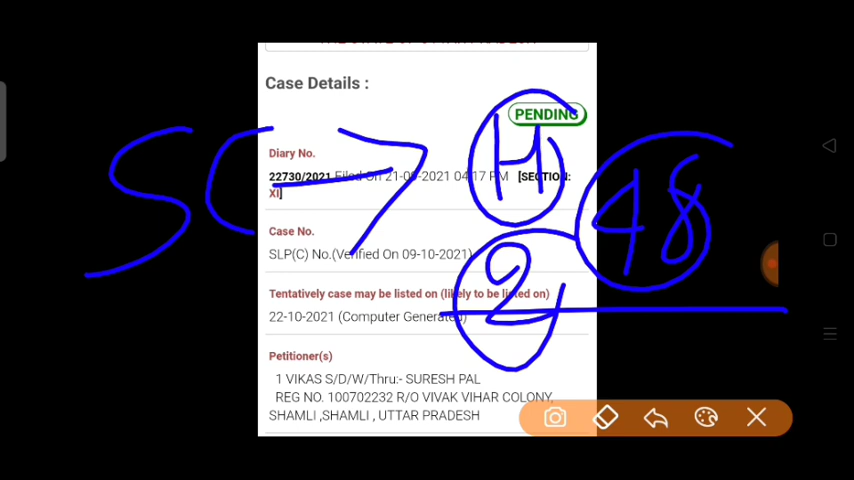 Case Details :
PENDING
Diary No.
22730/2021 Filed On 21-09-2021 04:17 PM [SECTION:
XI]
Case No.
SLP(C) No.(Verified On 09-10-2021)
Tentatively case may be listed on (likely to be listed on)
22-10-2021 (Computer Generated)
Petitioner(s)
1 VIKAS S/D/W/Thru:- SURESH PAL
REG NO. 100702232 R/O VIVAK VIHAR COLONY,
SHAMLI ,SHAMLI , UTTAR PRADESH
SC
H
48
2